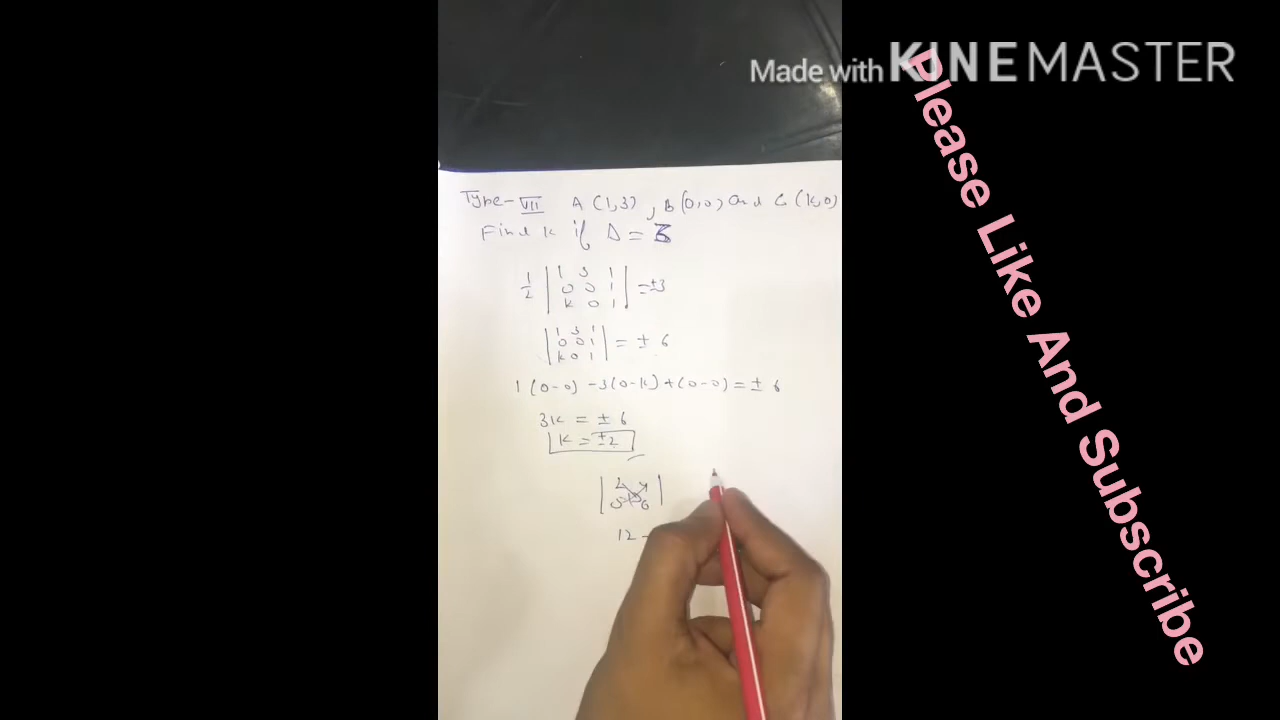 Made with KINEMASTER
Please Like And Subscribe
Type-VII A (1,3), B(0,0) and C (K,0)
Find K if Δ = 3
1/2 | 1 3 1 |
| 0 0 1 | = ±3
| K 0 1 |
| 1 3 1 |
| 0 0 1 | = ± 6
| K 0 1 |
1 (0-0) -3(0-K) +(0-0) = ± 6
3K = ± 6
K = ±2
12 -